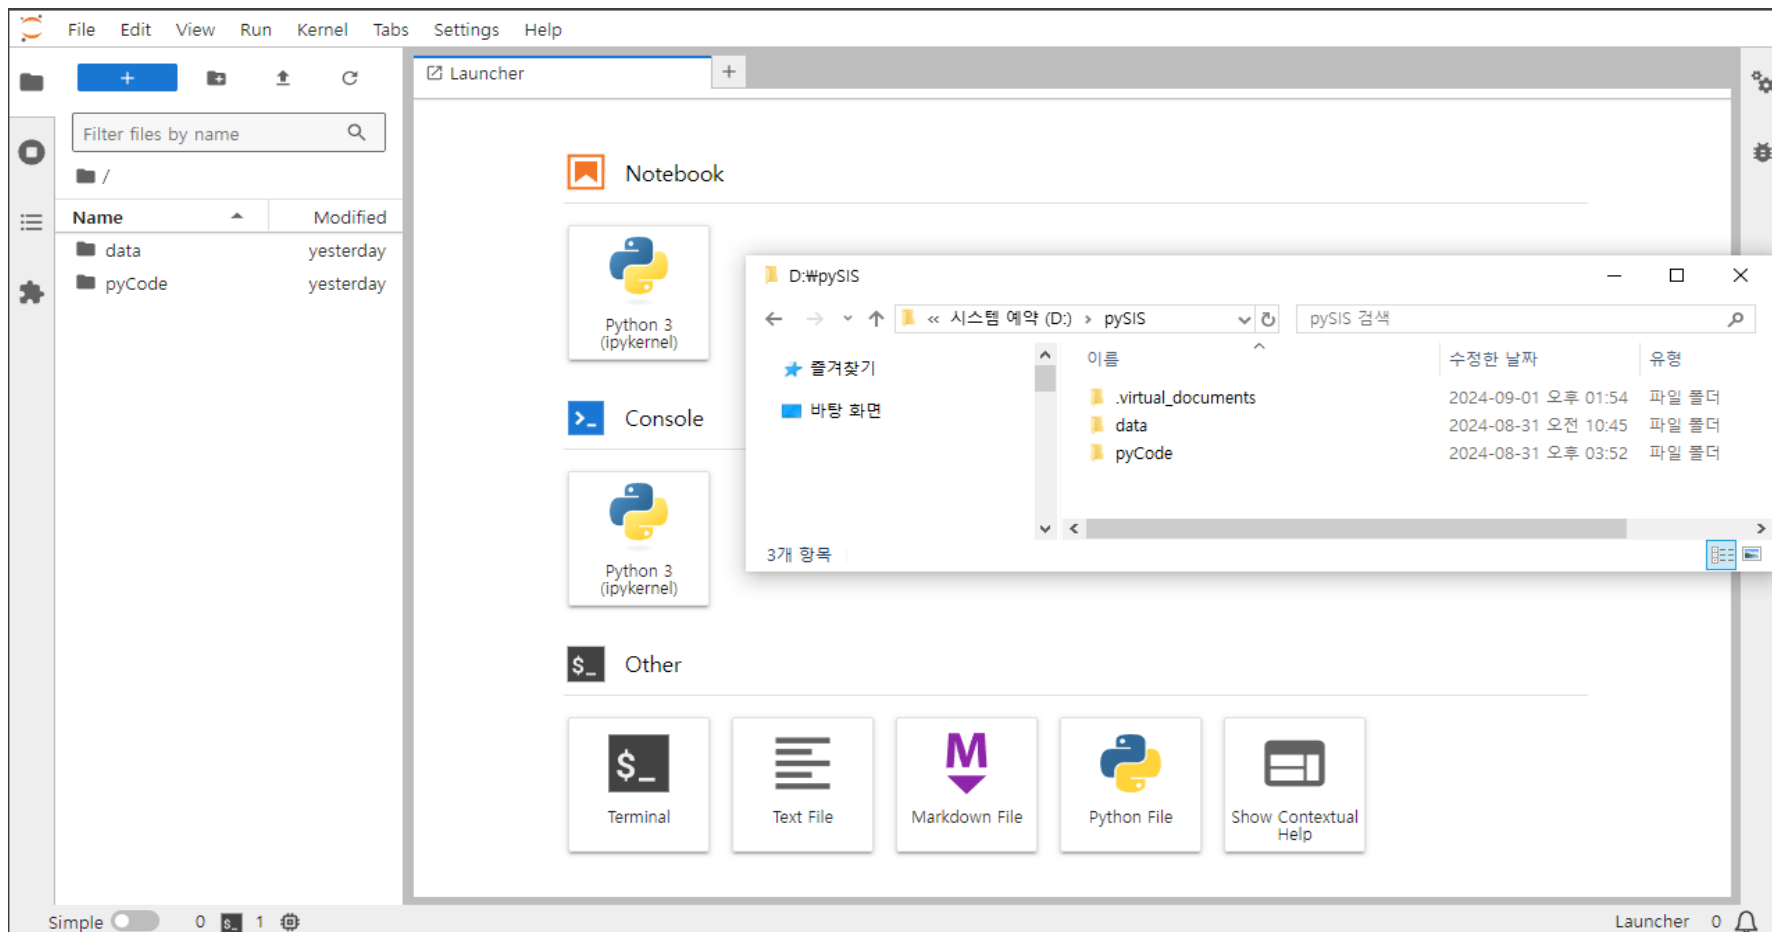 File Edit View Run Kernel Tabs Settings Help
Launcher
Filter files by name
/
Name Modified
data yesterday
pyCode yesterday
Notebook
Python 3
(ipykernel)
Console
Python 3
(ipykernel)
Other
$_
Terminal
Text File
M
Markdown File
Python File
Show Contextual
Help
D:₩pySIS
« 시스템 예약 (D:) › pySIS
pySIS 검색
즐겨찾기
바탕 화면
이름 수정한 날짜 유형
.virtual_documents 2024-09-01 오후 01:54 파일 폴더
data 2024-08-31 오전 10:45 파일 폴더
pyCode 2024-08-31 오후 03:52 파일 폴더
3개 항목
Simple 0 $_ 1
Launcher 0